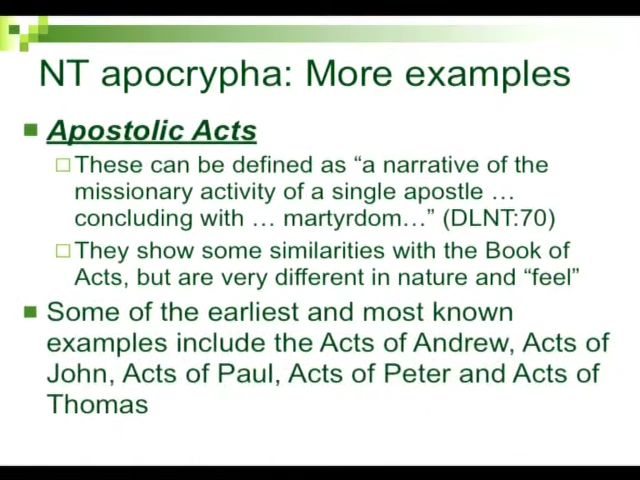 NT apocrypha: More examples
Apostolic Acts
These can be defined as “a narrative of the
missionary activity of a single apostle …
concluding with … martyrdom…” (DLNT:70)
They show some similarities with the Book of
Acts, but are very different in nature and “feel”
Some of the earliest and most known
examples include the Acts of Andrew, Acts of
John, Acts of Paul, Acts of Peter and Acts of
Thomas